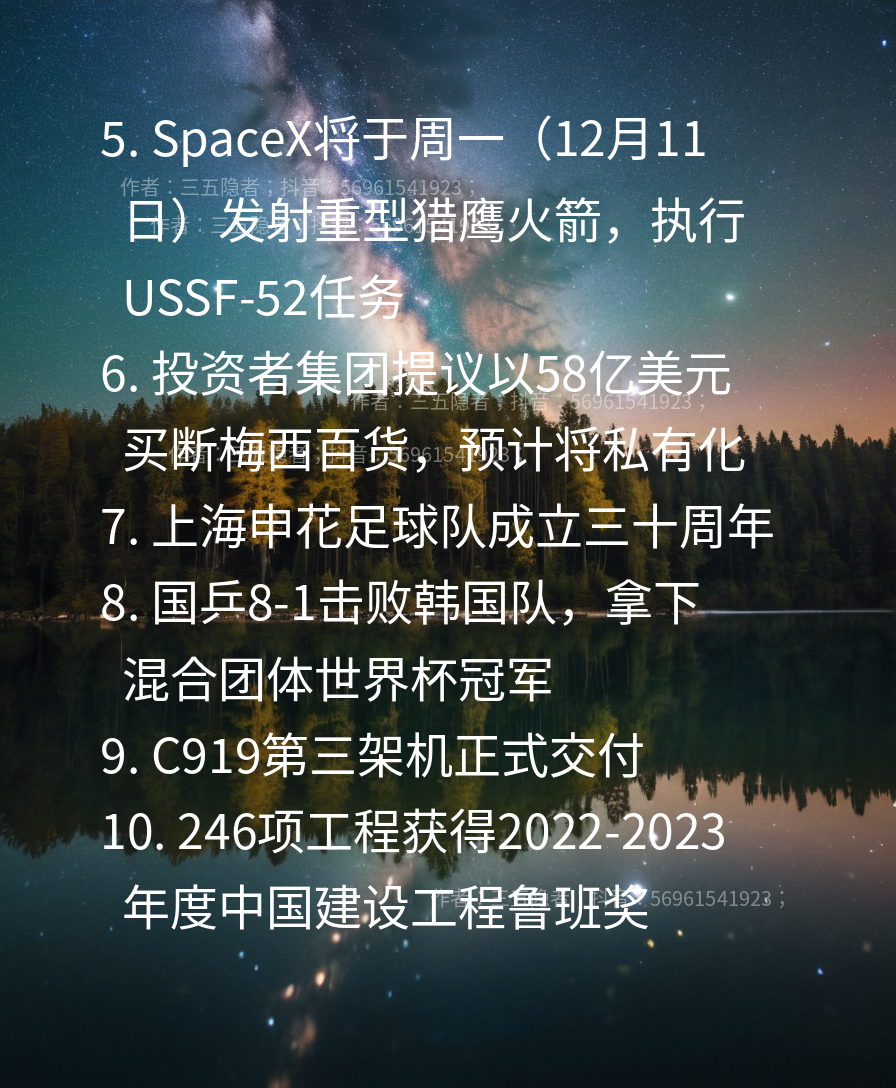 5. SpaceX将于周一（12月11
作者：三五隐者；抖音：56961541923；
日）发射重型猎鹰火箭，执行
USSF-52任务
6. 投资者集团提议以58亿美元
作者：三五隐者；抖音：56961541923；
买断梅西百货，预计将私有化
7. 上海申花足球队成立三十周年
8. 国乒8-1击败韩国队，拿下
混合团体世界杯冠军
9. C919第三架机正式交付
10. 246项工程获得2022-2023
年度中国建设工程鲁班奖
作者：三五隐者；抖音：56961541923；